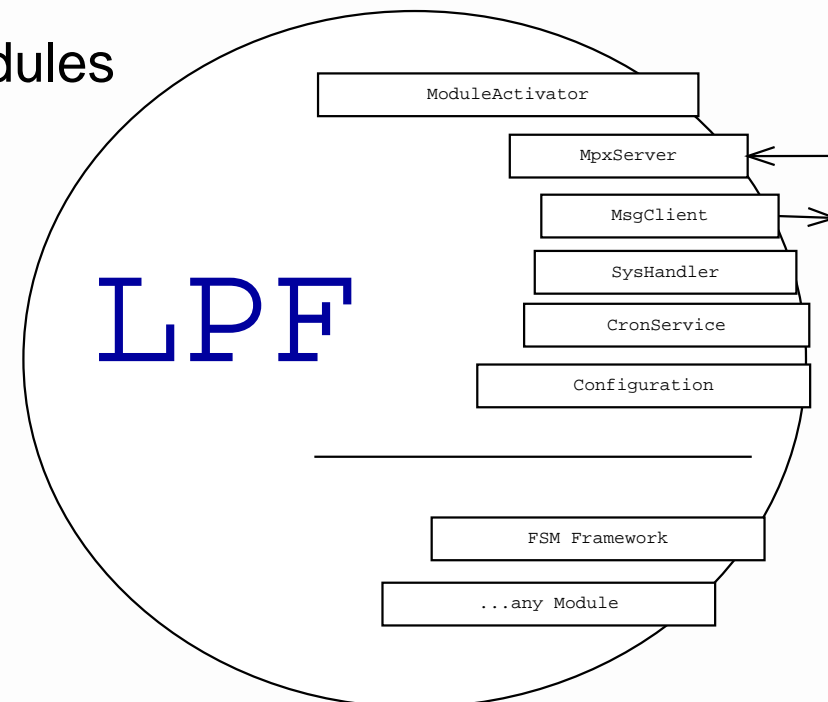 dules
ModuleActivator
MpxServer
MsgClient
SysHandler
LPF
CronService
Configuration
FSM Framework
...any Module